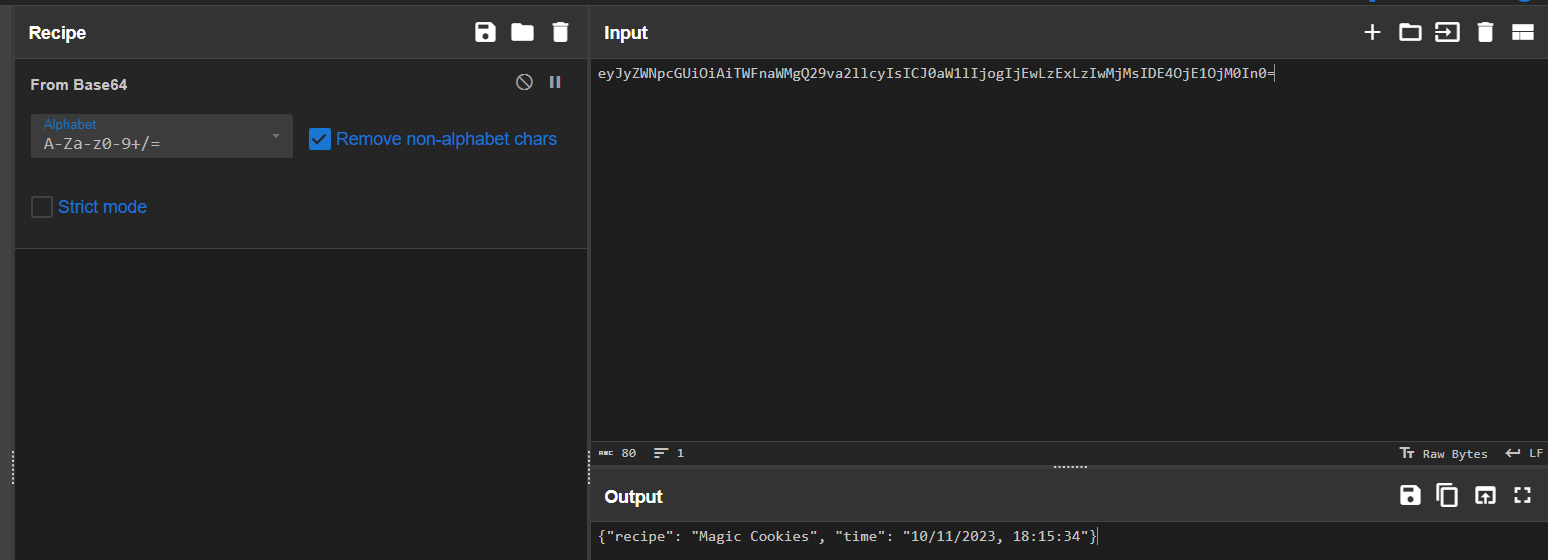 Recipe
From Base64
Alphabet
A-Za-z0-9+/=
Remove non-alphabet chars
Strict mode
Input
eyJyZWNpcGUiOiAiTWFnaWMgQ29va2llcyIsICJ0aW1lIjogIjEwLzExLzIwMjMsIDE4OjE1OjM0In0=
ABC 80 1 Tт Raw Bytes LF
Output
{"recipe": "Magic Cookies", "time": "10/11/2023, 18:15:34"}